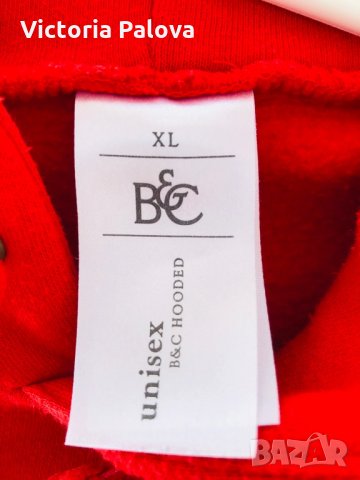 Victoria Palova
XL
B&C
unisex
B&C HOODED
BAZAR